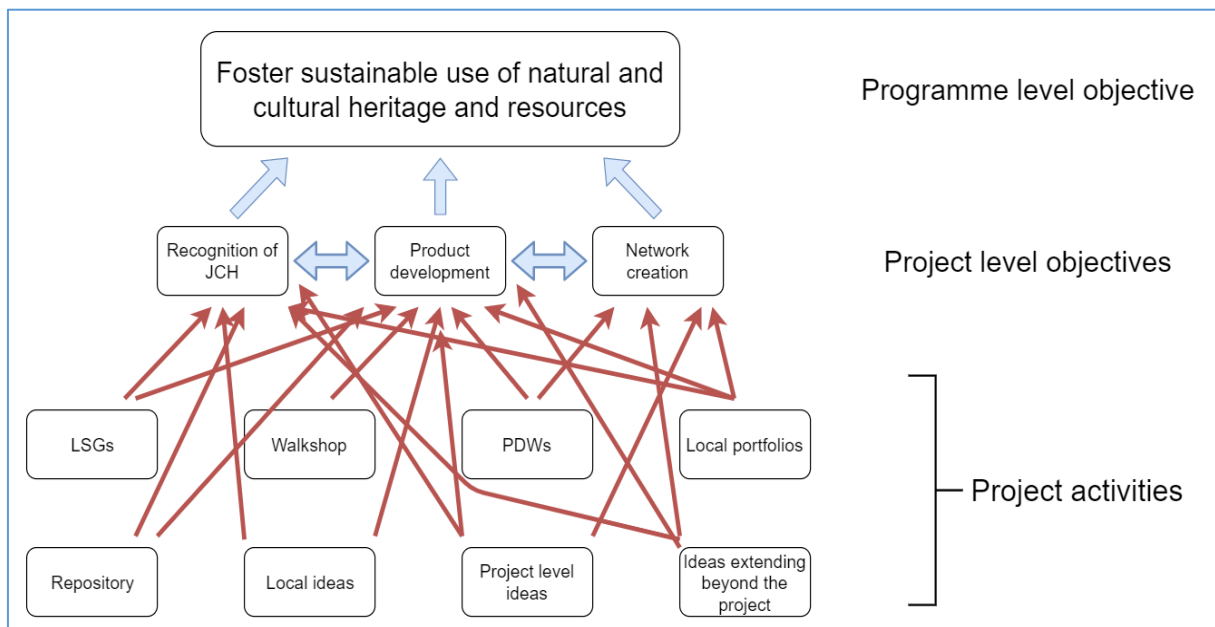 Foster sustainable use of natural and
cultural heritage and resources
Programme level objective
Recognition of
JCH
Product
development
Network
creation
Project level objectives
LSGs
Walkshop
PDWs
Local portfolios
Project activities
Repository
Local ideas
Project level
ideas
Ideas extending
beyond the
project